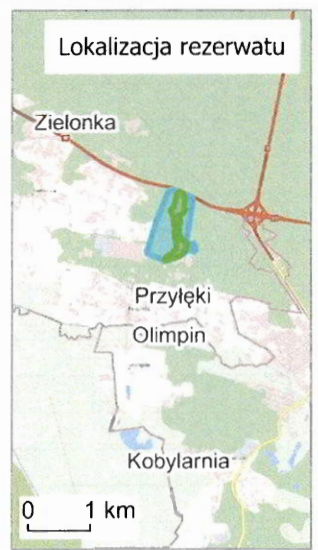 Lokalizacja rezerwatu
Zielonka
Przyłęki
Olimpin
Kobylarnia
0 1 km